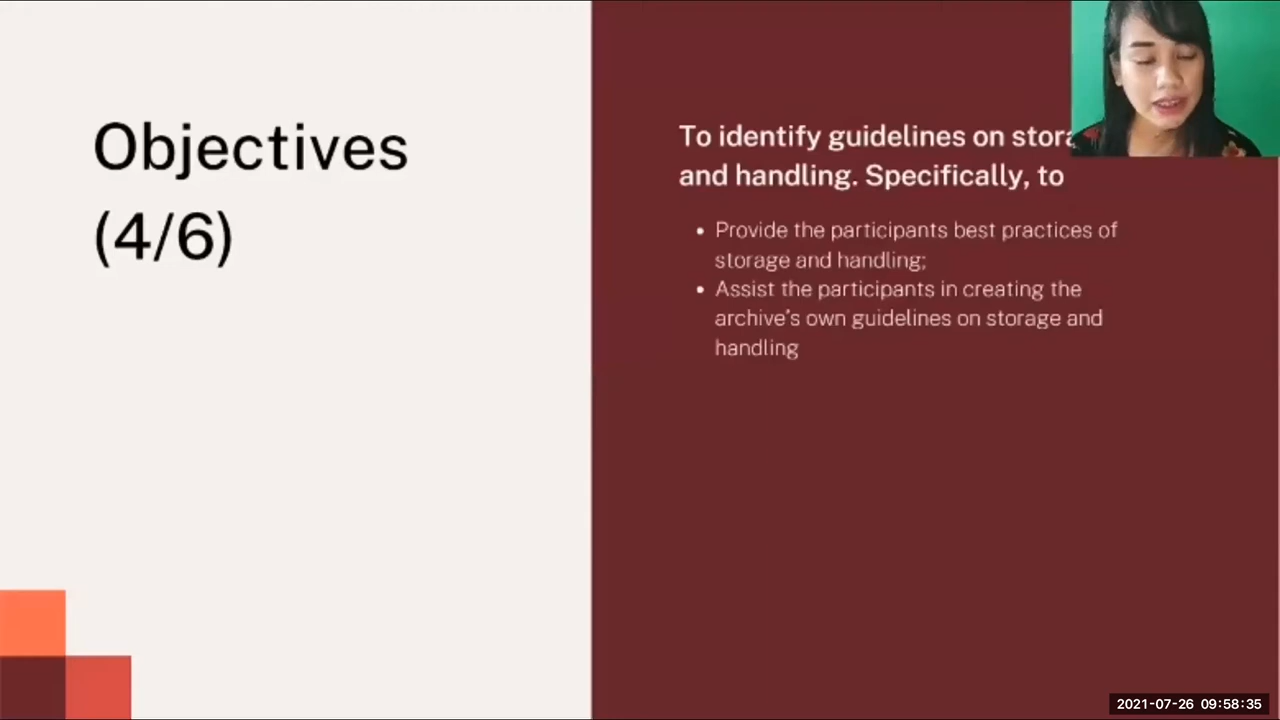 Objectives
(4/6)
To identify guidelines on
and handling. Specifically, to
• Provide the participants best practices of
storage and handling;
• Assist the participants in creating the
archive's own guidelines on storage and
handling
2021-07-26 09:58:35